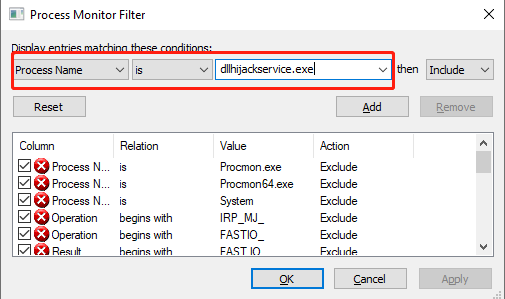 Process Monitor Filter
Display entries matching these conditions:
Process Name is dllhijackservice.exe then Include
Reset Add Remove
Column Relation Value Action
Process N... is Procmon.exe Exclude
Process N... is Procmon64.exe Exclude
Process N... is System Exclude
Operation begins with IRP_MJ_ Exclude
Operation begins with FASTIO_ Exclude
Result begins with FAST IO Exclude
OK Cancel Apply